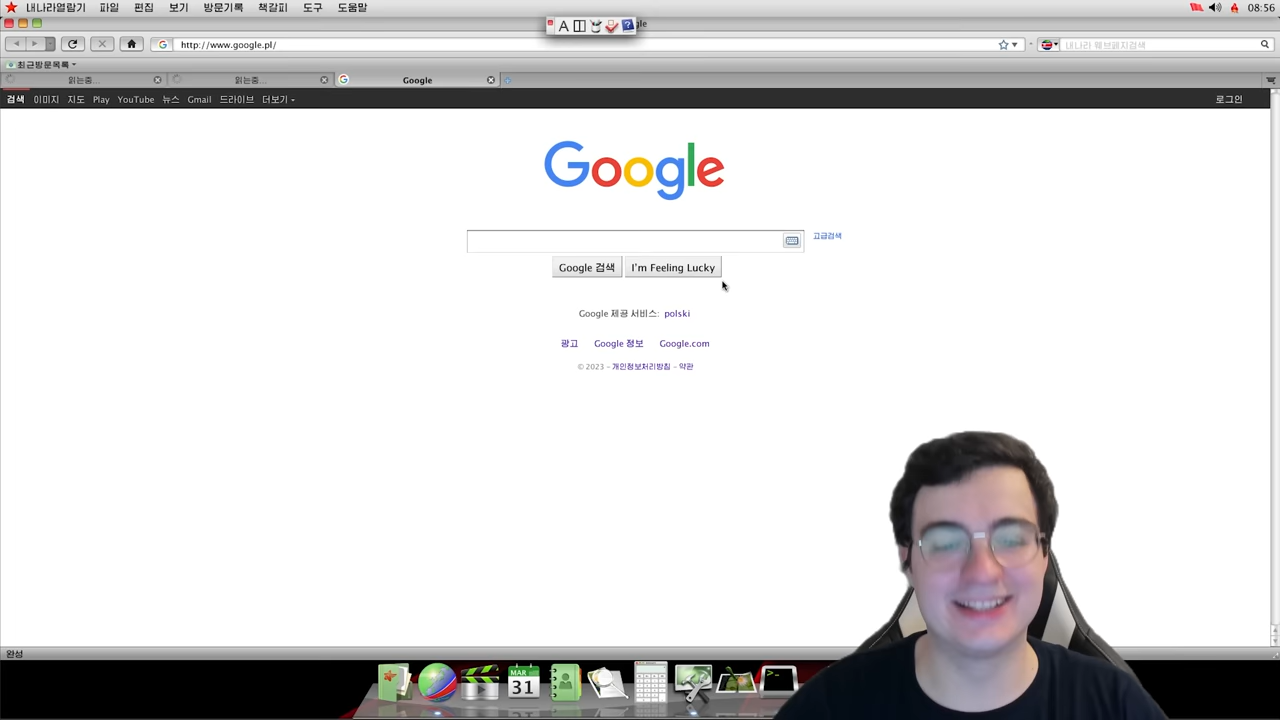 내나라열람기 파일 편집 보기 방문기록 책갈피 도구 도움말 08:56
gle
http://www.google.pl/ 내나라 웨브페지검색
최근방문목록
읽는중... 읽는중... Google
검색 이미지 지도 Play YouTube 뉴스 Gmail 드라이브 더보기 로그인
Google
고급검색
Google 검색 I'm Feeling Lucky
Google 제공 서비스: polski
광고 Google 정보 Google.com
© 2023 - 개인정보처리방침 - 약관
완성
MAR
31